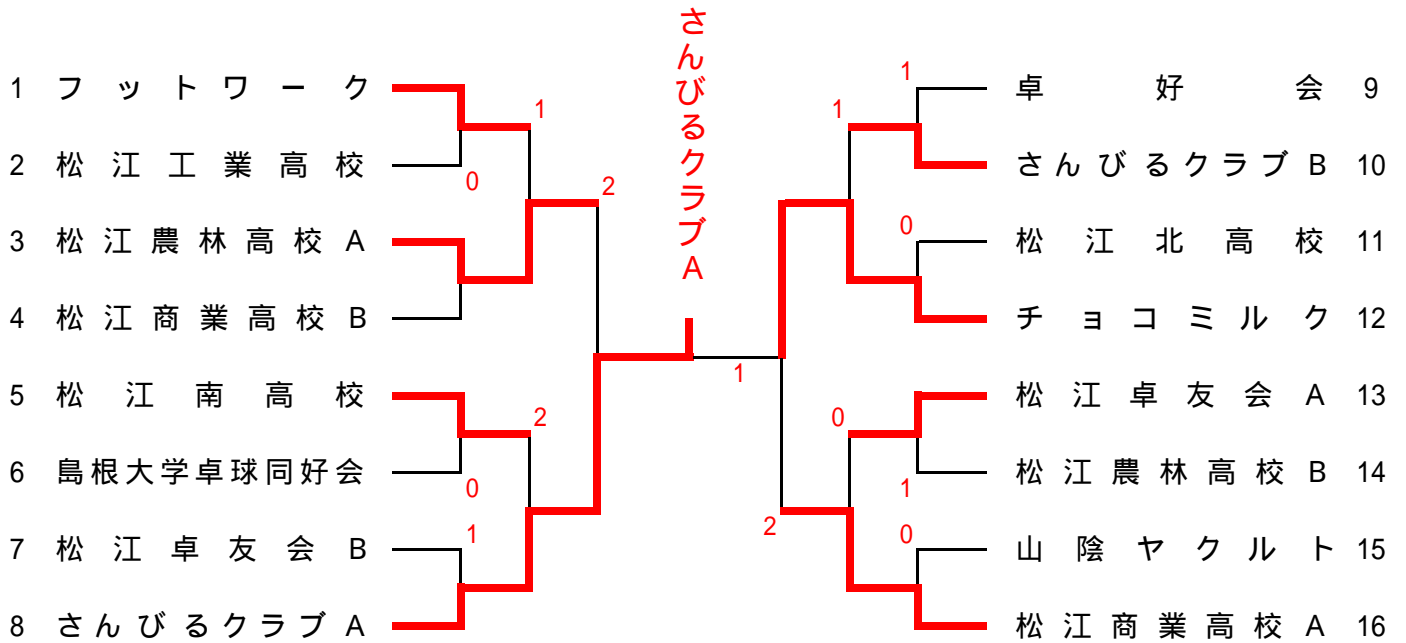 さんびるクラブA
1 フットワーク
2 松江工業高校
3 松江農林高校A
4 松江商業高校B
5 松江南高校
6 島根大学卓球同好会
7 松江卓友会B
8 さんびるクラブA
1
0
2
2
0
1
1
1
1
0
0
1
2
0
卓好会 9
さんびるクラブB 10
松江北高校 11
チョコミルク 12
松江卓友会A 13
松江農林高校B 14
山陰ヤクルト 15
松江商業高校A 16